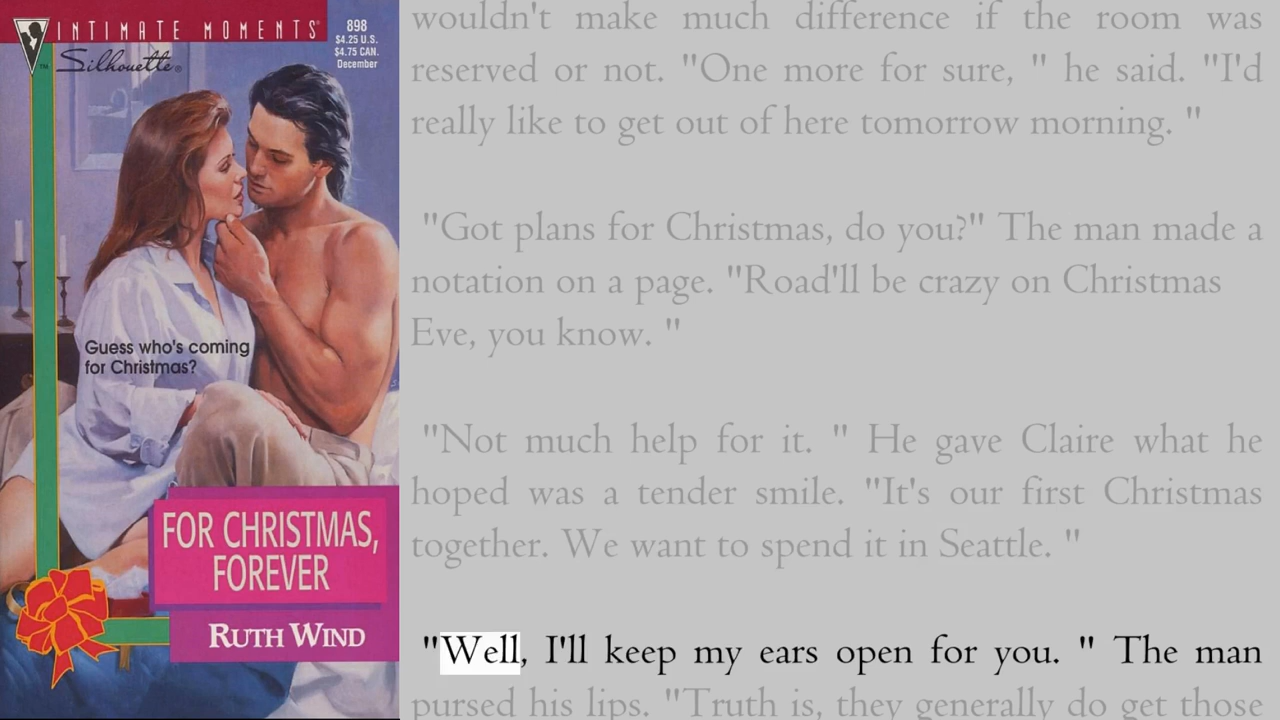 INTIMATE MOMENTS®
Silhouette®
898
$4.25 U.S.
$4.75 CAN.
December
TM
Guess who's coming
for Christmas?
FOR CHRISTMAS,
FOREVER
RUTH WIND
wouldn't make much difference if the room was
reserved or not. "One more for sure, " he said. "I'd
really like to get out of here tomorrow morning. "
"Got plans for Christmas, do you?" The man made a
notation on a page. "Road'll be crazy on Christmas
Eve, you know. "
"Not much help for it. " He gave Claire what he
hoped was a tender smile. "It's our first Christmas
together. We want to spend it in Seattle. "
"Well, I'll keep my ears open for you. " The man
pursed his lips. "Truth is, they generally do get those